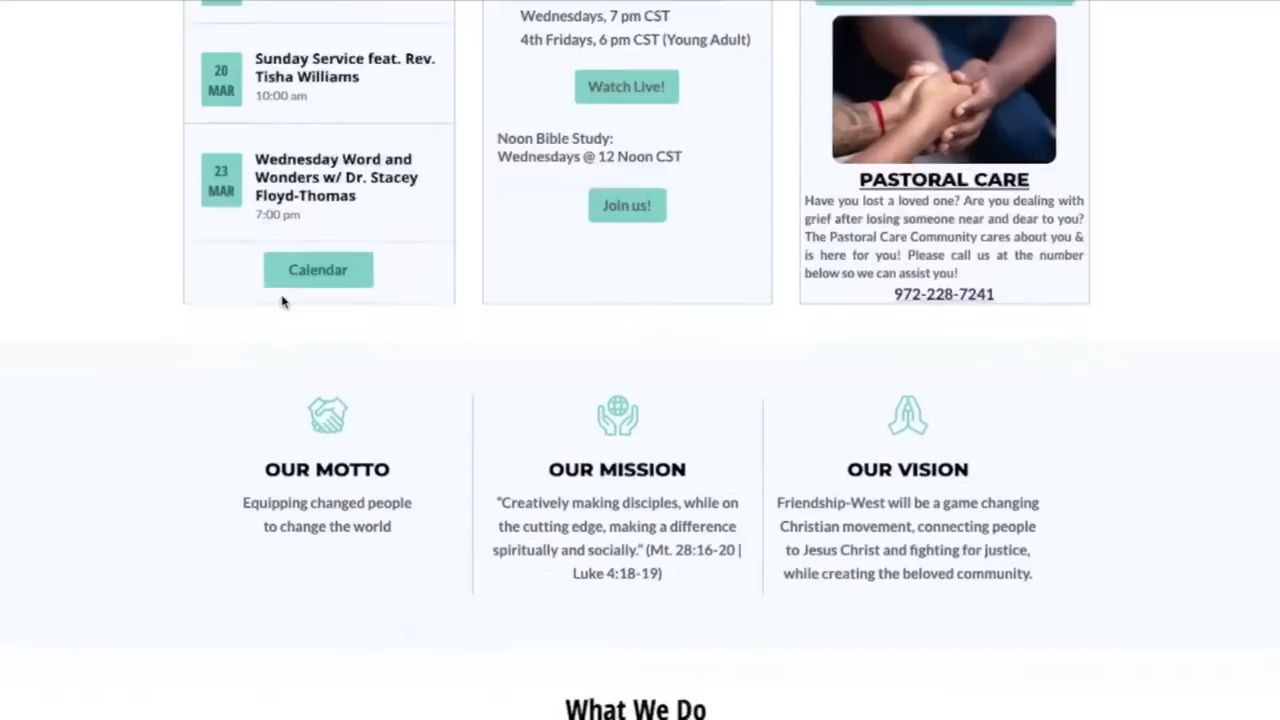 20
MAR
Sunday Service feat. Rev.
Tisha Williams
10:00 am
23
MAR
Wednesday Word and
Wonders w/ Dr. Stacey
Floyd-Thomas
7:00 pm
Calendar
Wednesdays, 7 pm CST
4th Fridays, 6 pm CST (Young Adult)
Watch Live!
Noon Bible Study:
Wednesdays @ 12 Noon CST
Join us!
PASTORAL CARE
Have you lost a loved one? Are you dealing with
grief after losing someone near and dear to you?
The Pastoral Care Community cares about you &
is here for you! Please call us at the number
below so we can assist you!
972-228-7241
OUR MOTTO
Equipping changed people
to change the world
OUR MISSION
“Creatively making disciples, while on
the cutting edge, making a difference
spiritually and socially.” (Mt. 28:16-20 |
Luke 4:18-19)
OUR VISION
Friendship-West will be a game changing
Christian movement, connecting people
to Jesus Christ and fighting for justice,
while creating the beloved community.
What We Do